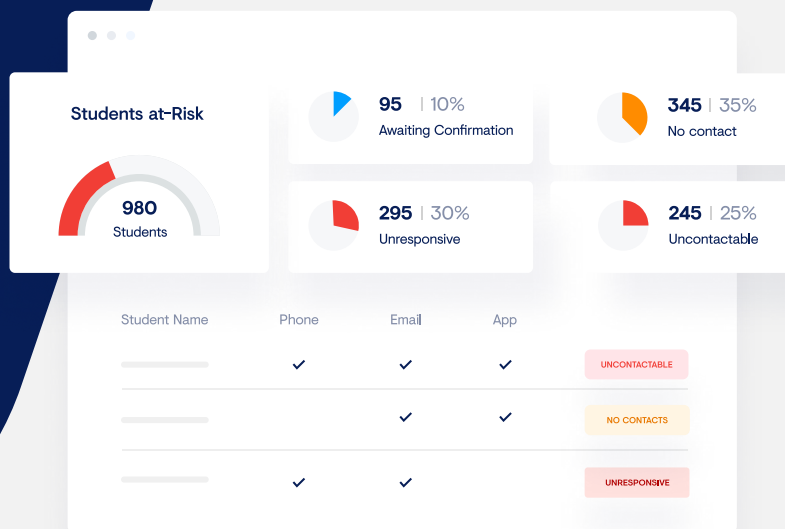 Students at-Risk
980
Students
95 | 10%
Awaiting Confirmation
345 | 35%
No contact
295 | 30%
Unresponsive
245 | 25%
Uncontactable
Student Name Phone Email App
UNCONTACTABLE
NO CONTACTS
UNRESPONSIVE